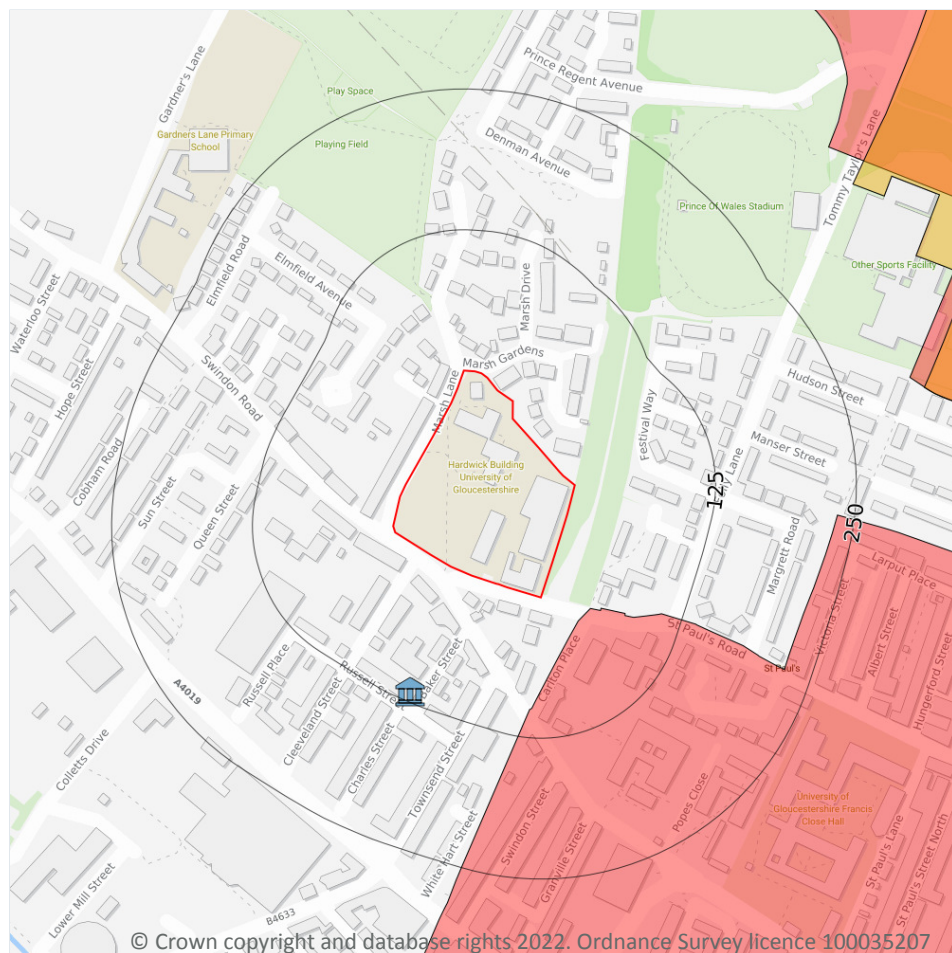 Gardner's Lane
Prince Regent Avenue
Play Space
Gardners Lane Primary
School
Playing Field
Denman Avenue
Tommy Taylor's Lane
Prince Of Wales Stadium
Elmfield Road
Elmfield Avenue
Marsh Drive
Other Sports Facility
Waterloo Street
Hope Street
Swindon Road
Marsh Gardens
Marsh Lane
Hudson Street
Festival Way
Manser Street
Cobham Road
Sun Street
Queen Street
Hardwick Building
University of
Gloucestershire
125
Lane
250
Margrett Road
Larput Place
Victoria Street
Albert Street
Hungerford Street
St Paul's Road
St Paul's
Carlton Place
A4019
Russell Place
Cleeveland Street
Russell Street
Baker Street
Charles Street
Townsend Street
Colletts Drive
Popes Close
University of
Gloucestershire Francis
Close Hall
Swindon Street
Granville Street
White Hart Street
St Paul's Lane
St Paul's Street North
Lower Mill Street
B4633
© Crown copyright and database rights 2022. Ordnance Survey licence 100035207